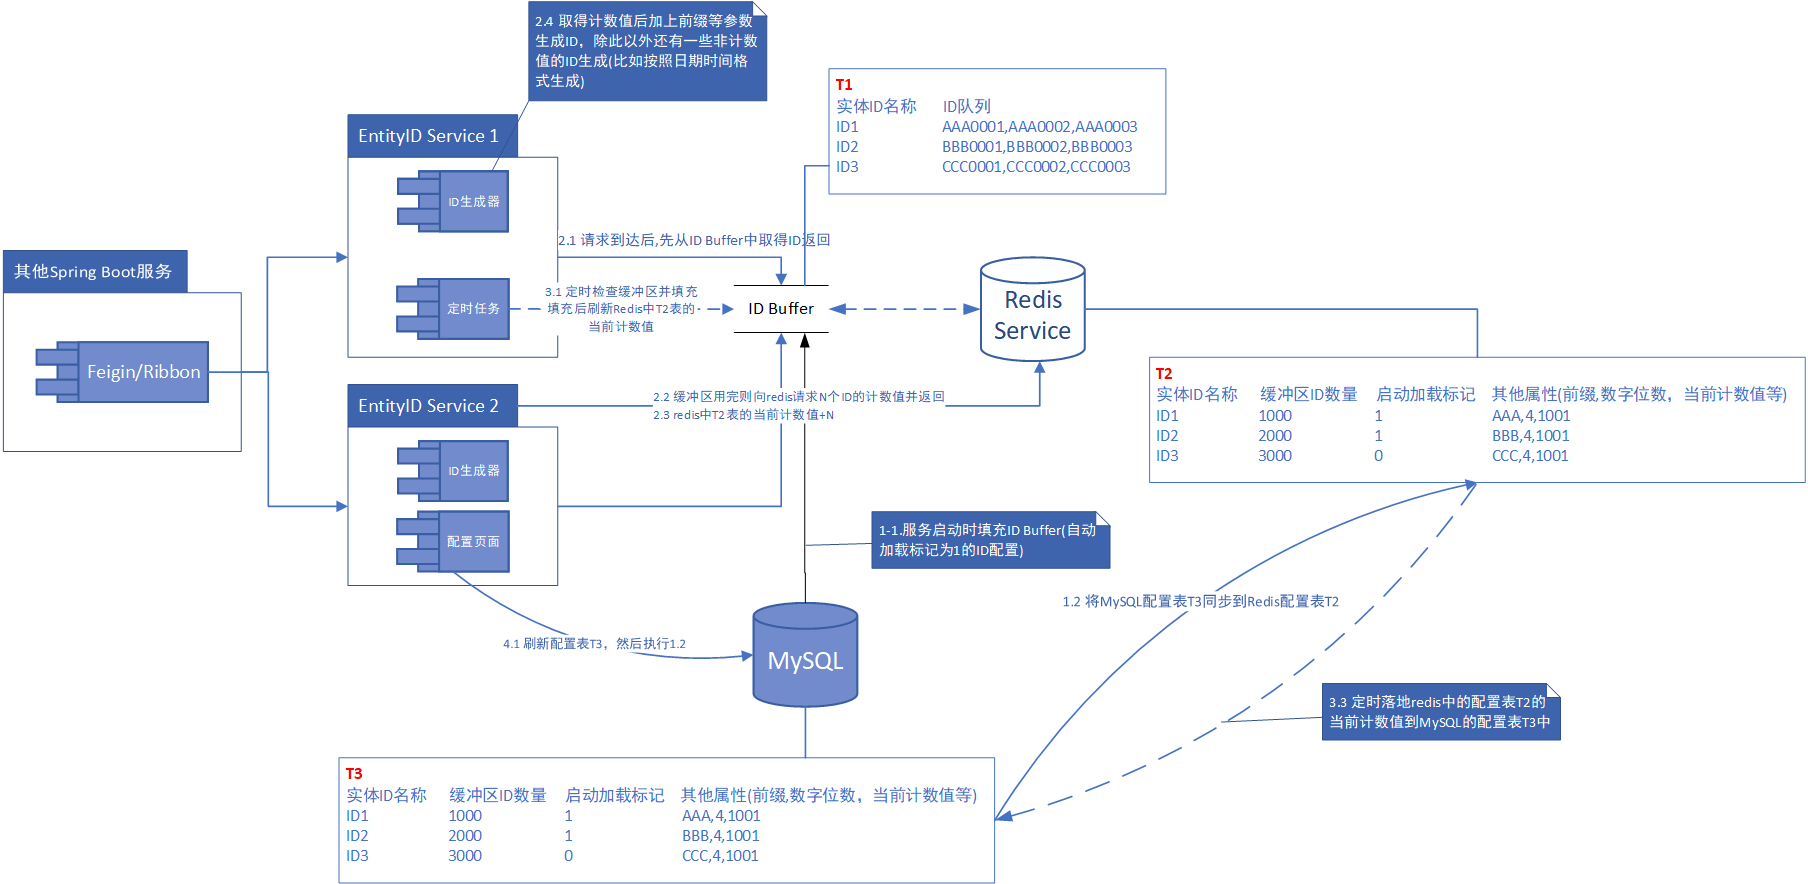 2.4 取得计数值后加上前缀等参数
生成ID，除此以外还有一些非计数
值的ID生成(比如按照日期时间格
式生成)
T1
实体ID名称 ID队列
ID1 AAA0001,AAA0002,AAA0003
ID2 BBB0001,BBB0002,BBB0003
ID3 CCC0001,CCC0002,CCC0003
EntityID Service 1
ID生成器
定时任务
2.1 请求到达后,先从ID Buffer中取得ID返回
其他Spring Boot服务
Feigin/Ribbon
3.1 定时检查缓冲区并填充
填充后刷新Redis中T2表的
当前计数值
ID Buffer
Redis
Service
EntityID Service 2
ID生成器
配置页面
2.2 缓冲区用完则向redis请求N个ID的计数值并返回
2.3 redis中T2表的当前计数值+N
T2
实体ID名称 缓冲区ID数量 启动加载标记 其他属性(前缀,数字位数，当前计数值等)
ID1 1000 1 AAA,4,1001
ID2 2000 1 BBB,4,1001
ID3 3000 0 CCC,4,1001
1-1.服务启动时填充ID Buffer(自动
加载标记为1的ID配置)
1.2 将MySQL配置表T3同步到Redis配置表T2
4.1 刷新配置表T3，然后执行1.2
MySQL
3.3 定时落地redis中的配置表T2的
当前计数值到MySQL的配置表T3中
T3
实体ID名称 缓冲区ID数量 启动加载标记 其他属性(前缀,数字位数，当前计数值等)
ID1 1000 1 AAA,4,1001
ID2 2000 1 BBB,4,1001
ID3 3000 0 CCC,4,1001